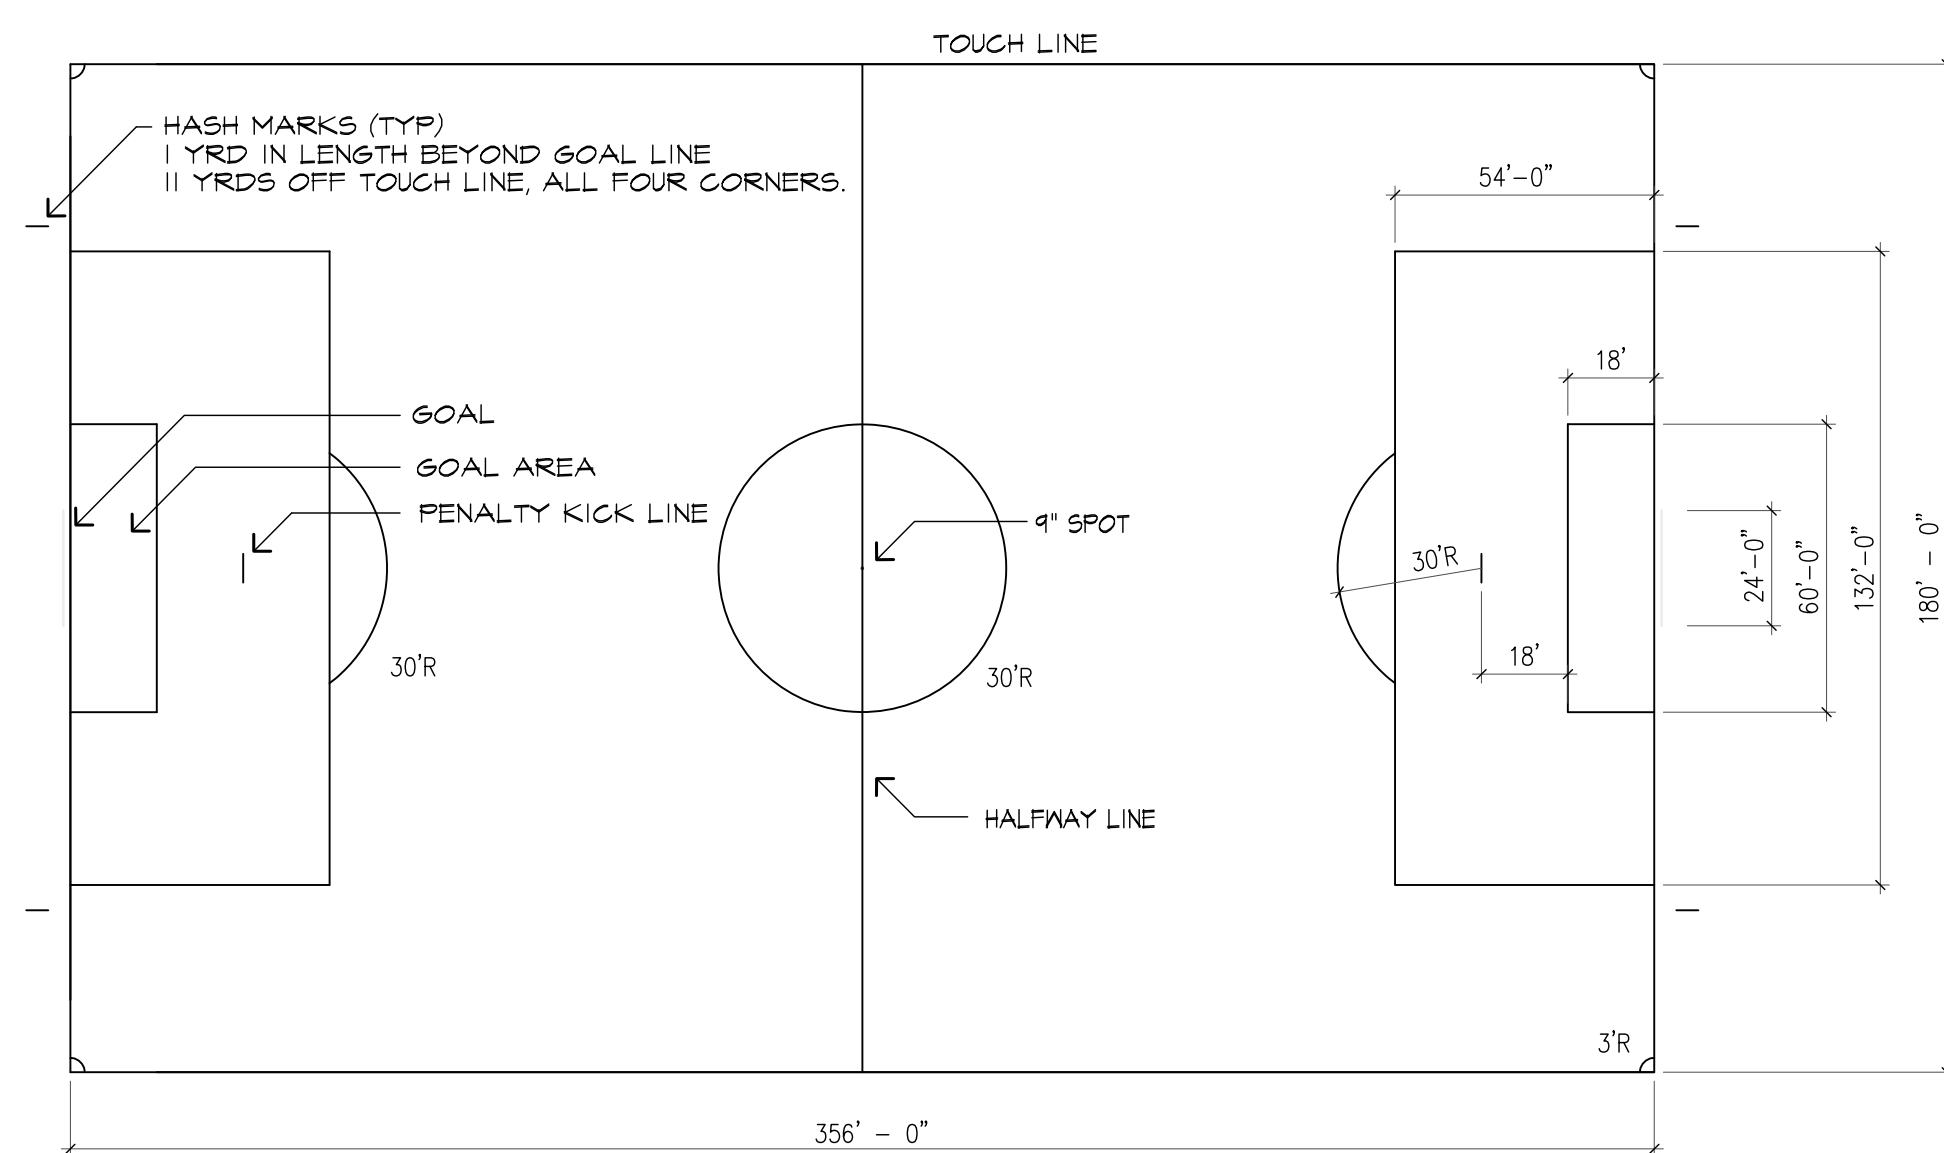 TOUCH LINE
HASH MARKS (TYP)
1 YRD IN LENGTH BEYOND GOAL LINE
11 YRDS OFF TOUCH LINE, ALL FOUR CORNERS.
54'-0"
18'
GOAL
GOAL AREA
PENALTY KICK LINE
9" SPOT
30'R
24'-0"
60'-0"
132'-0"
180' - 0"
30'R
30'R
18'
HALFWAY LINE
3'R
356' - 0"